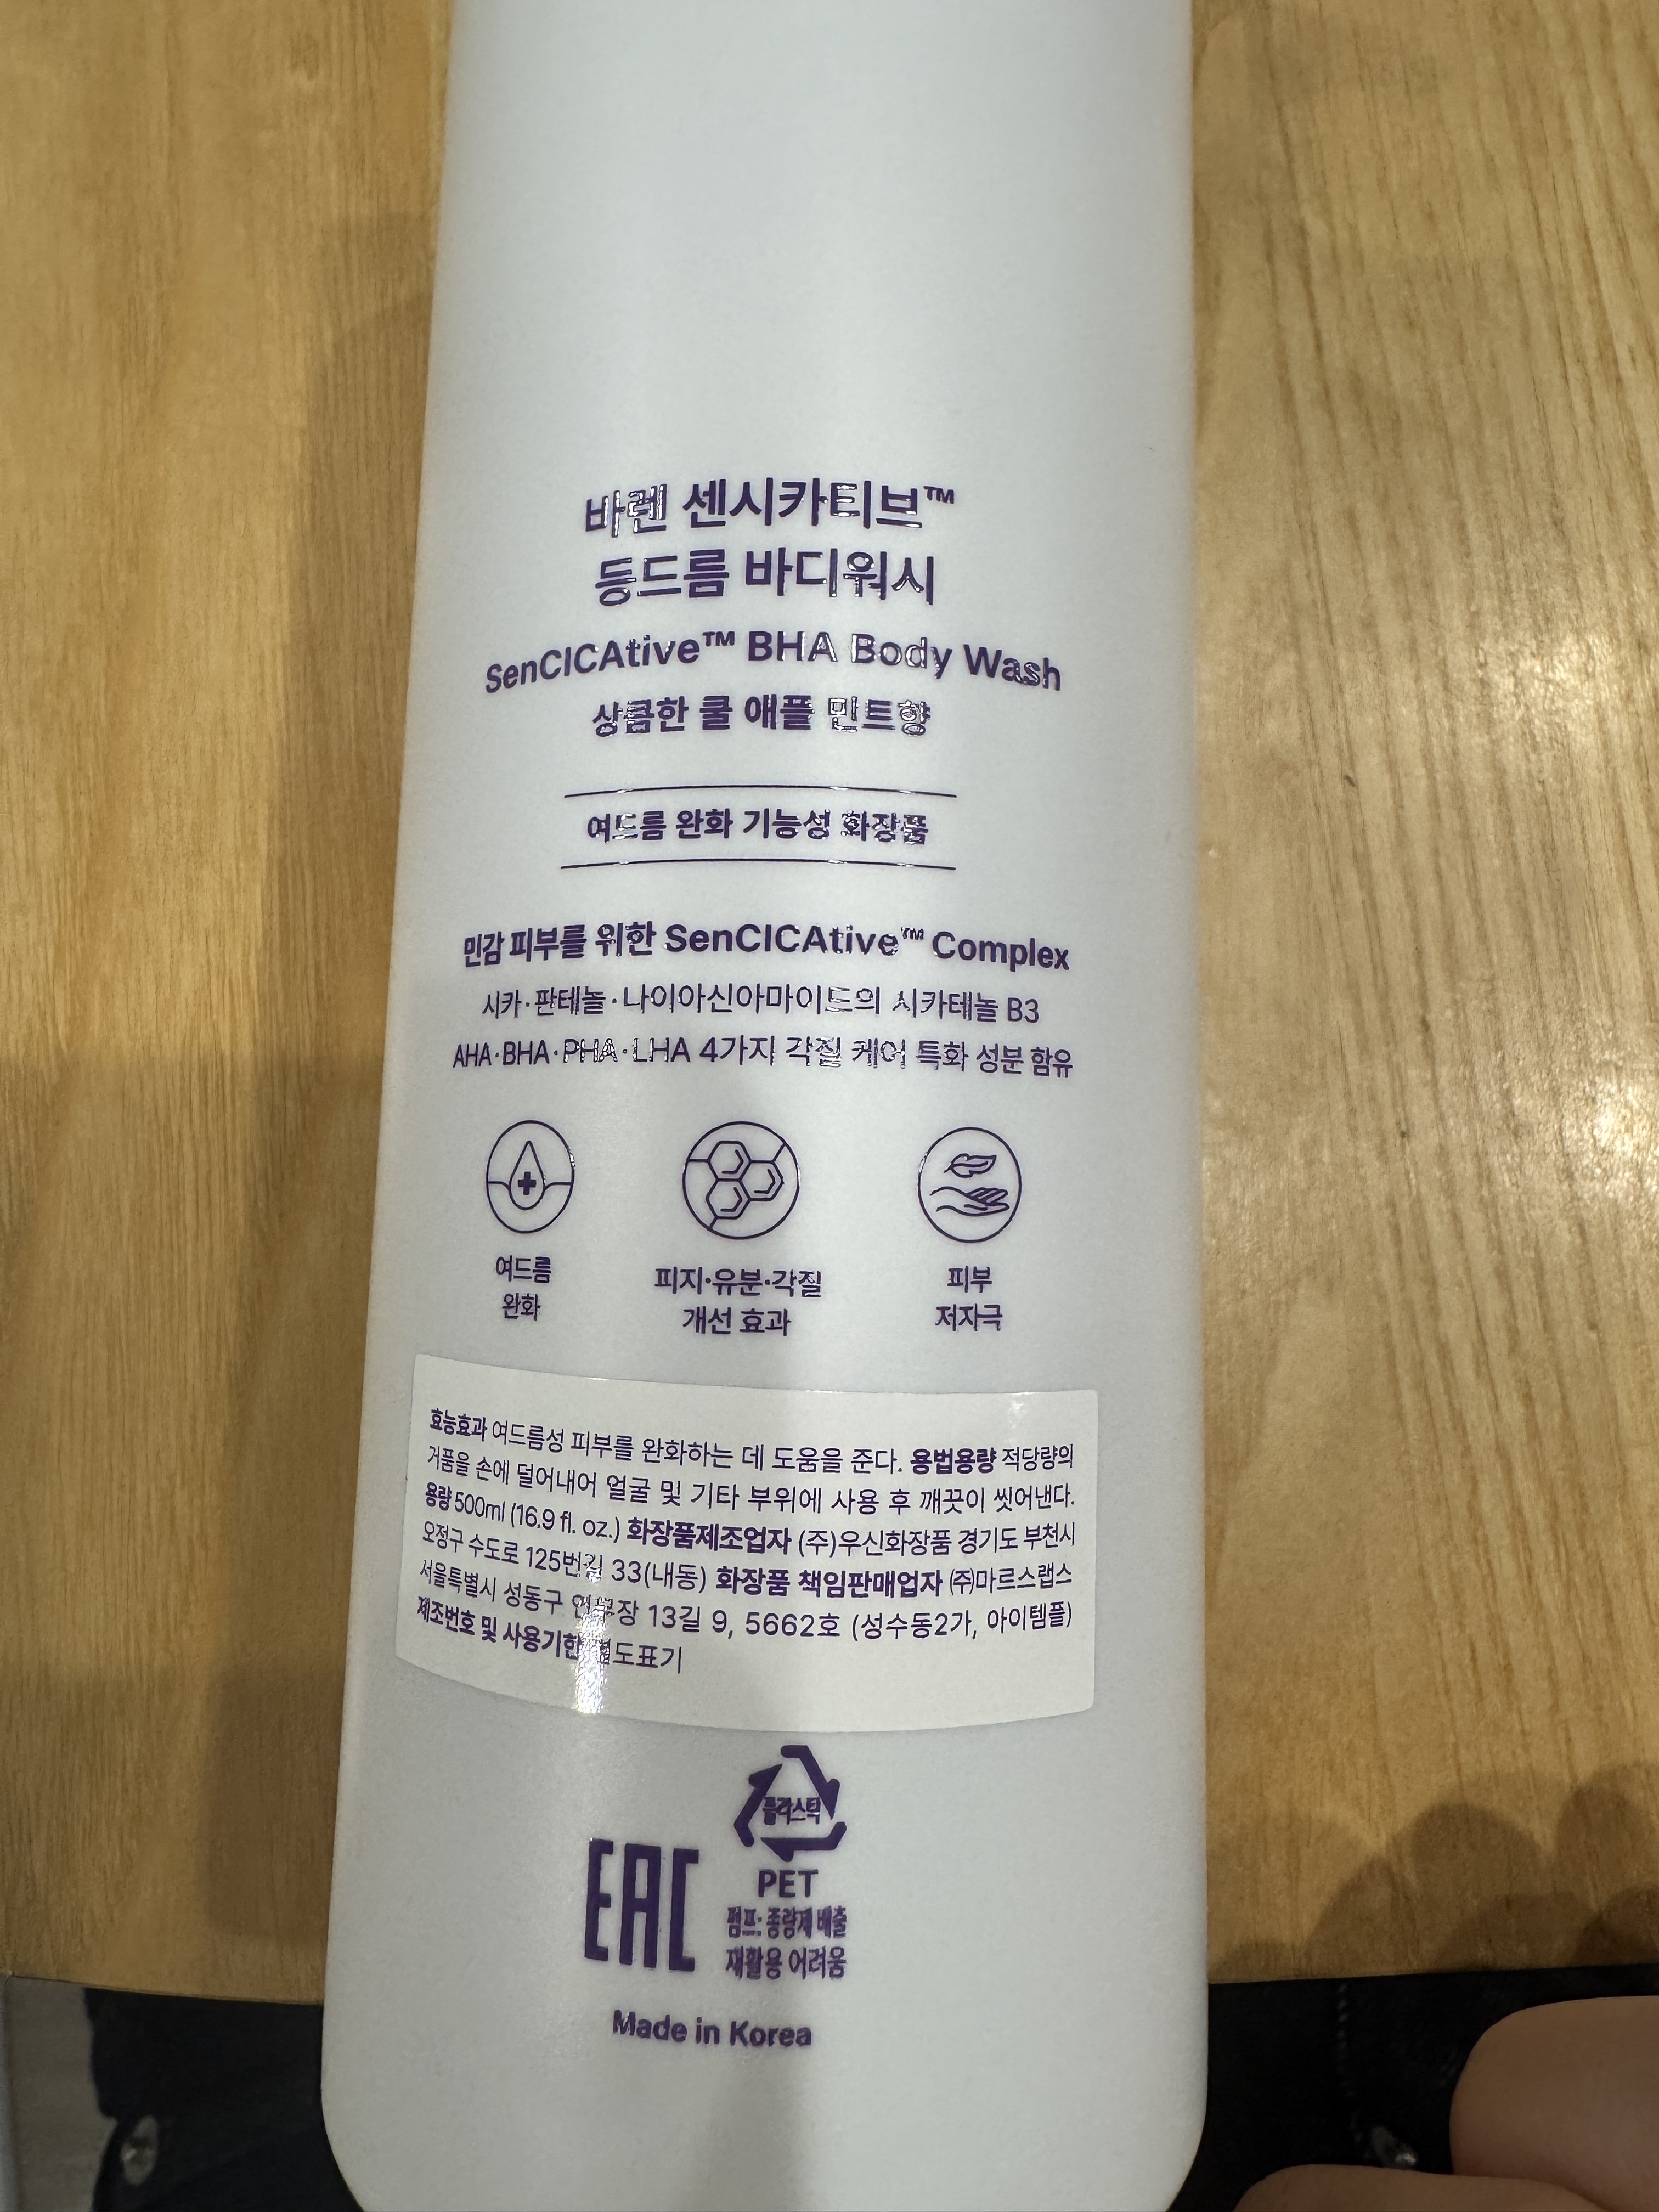 바렌 센시카티브™
등드름 바디워시
SenCICAtive™ BHA Body Wash
상큼한 쿨 애플 민트향
여드름 완화 기능성 화장품
민감 피부를 위한 SenCICAtive™ Complex
시카·판테놀·나이아신아마이드의 시카테놀 B3
AHA·BHA·PHA·LHA 4가지 각질 케어 특화 성분 함유
여드름
완화
피지·유분·각질
개선 효과
피부
저자극
효능효과 여드름성 피부를 완화하는 데 도움을 준다. 용법용량 적당량의
거품을 손에 덜어내어 얼굴 및 기타 부위에 사용 후 깨끗이 씻어낸다.
용량 500ml (16.9 fl. oz.) 화장품제조업자 (주)우신화장품 경기도 부천시
오정구 수도로 125번길 33(내동) 화장품 책임판매업자 ㈜마르스랩스
서울특별시 성동구 연무장 13길 9, 5662호 (성수동2가, 아이템플)
제조번호 및 사용기한 별도표기
플라스틱
PET
펌프: 종량제 배출
재활용 어려움
EAC
Made in Korea